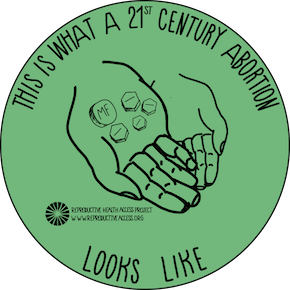 THIS IS WHAT A 21ST CENTURY ABORTION
MF
REPRODUCTIVE HEALTH ACCESS PROJECT
WWW.REPRODUCTIVEACCESS.ORG
LOOKS LIKE